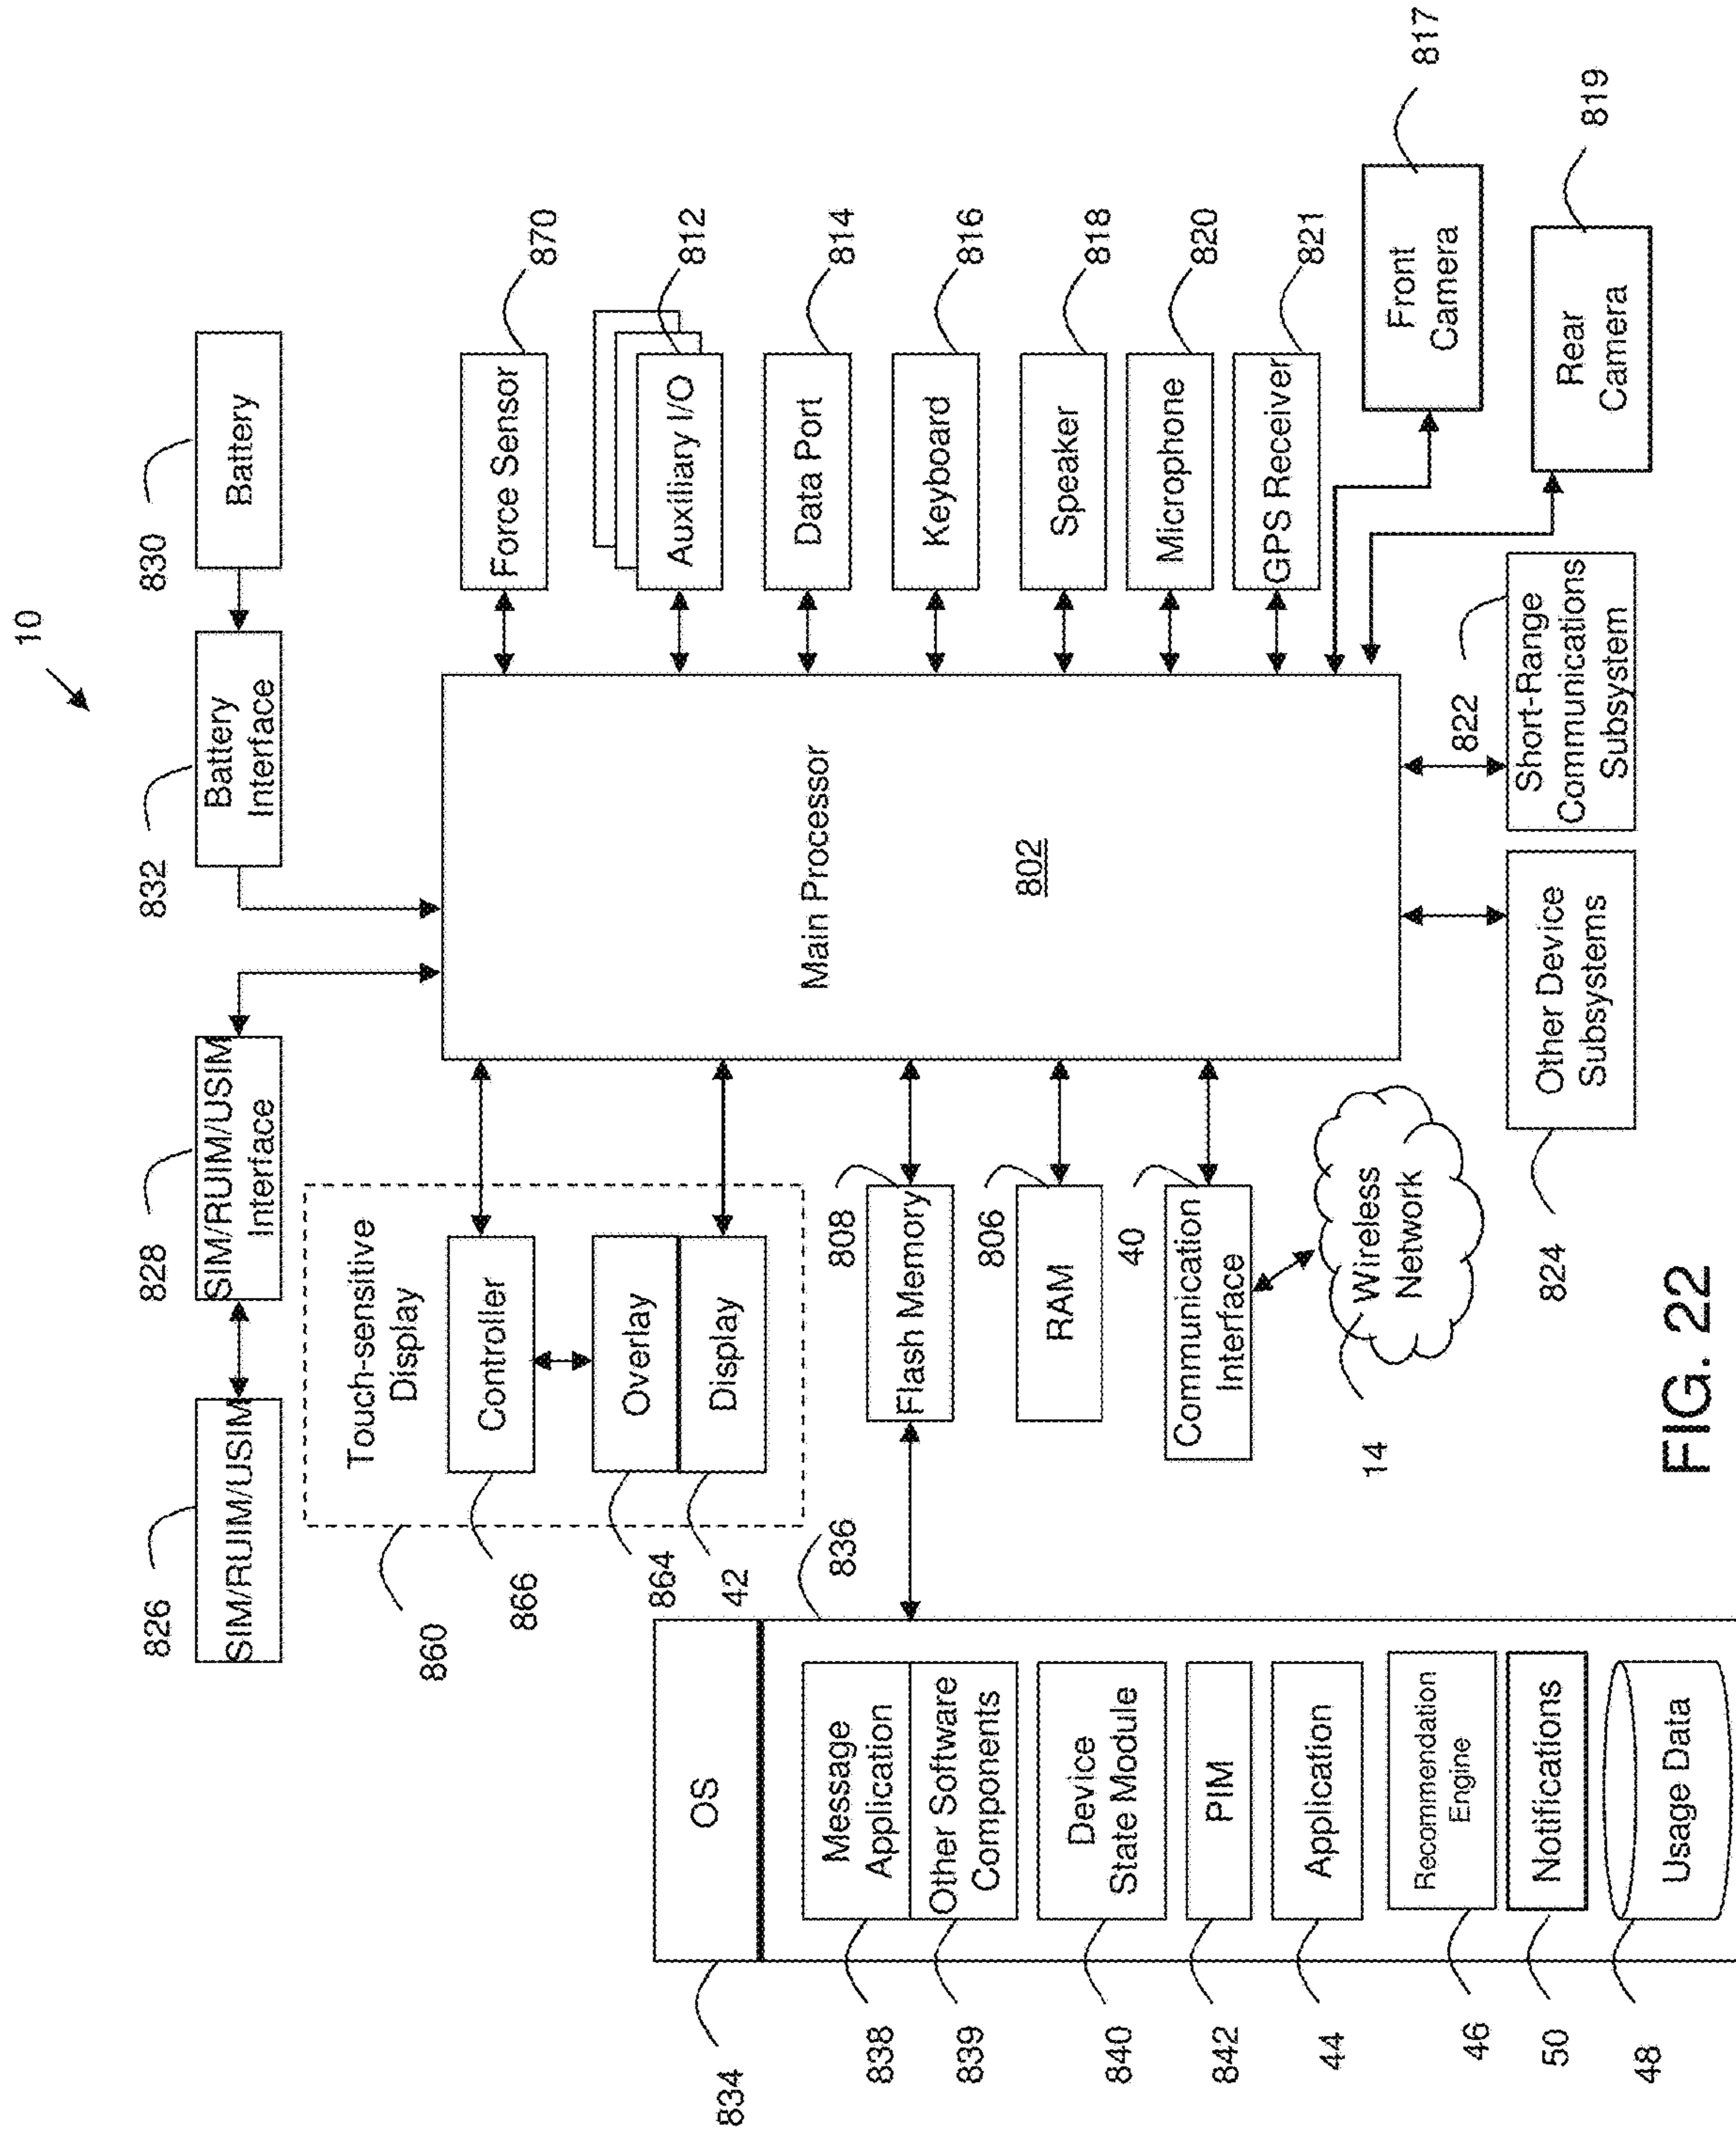 10
830
Battery
832
Battery
Interface
828
SIM/RUIM/USIM
Interface
826
SIM/RUIM/USIM
860
Touch-sensitive
Display
866
Controller
864
Overlay
42
Display
Main Processor
802
870
Force Sensor
812
Auxiliary I/O
814
Data Port
816
Keyboard
818
Speaker
820
Microphone
821
GPS Receiver
817
Front
Camera
819
Rear
Camera
822
Short-Range
Communications
Subsystem
824
Other Device
Subsystems
808
Flash Memory
806
RAM
40
Communication
Interface
14
Wireless
Network
834
OS
836
838
Message
Application
839
Other Software
Components
840
Device
State Module
842
PIM
44
Application
46
Recommendation
Engine
50
Notifications
48
Usage Data
FIG. 22